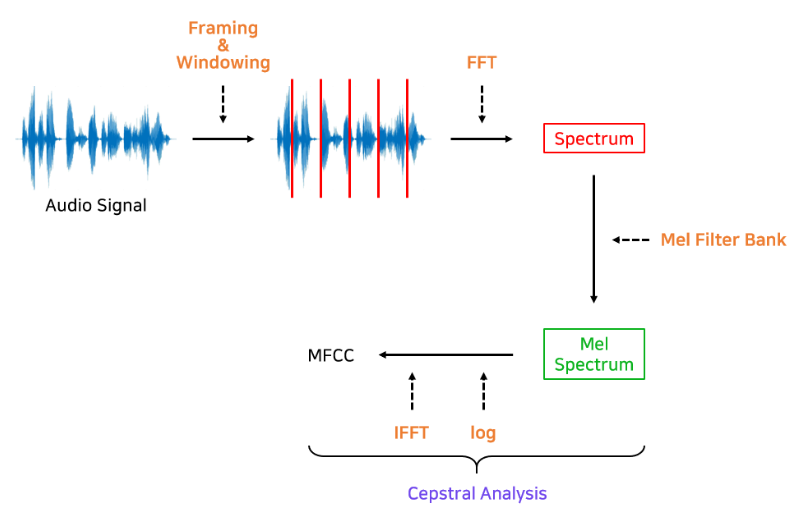 Framing
&
Windowing
FFT
Spectrum
Audio Signal
Mel Filter Bank
Mel
Spectrum
MFCC
IFFT
log
Cepstral Analysis